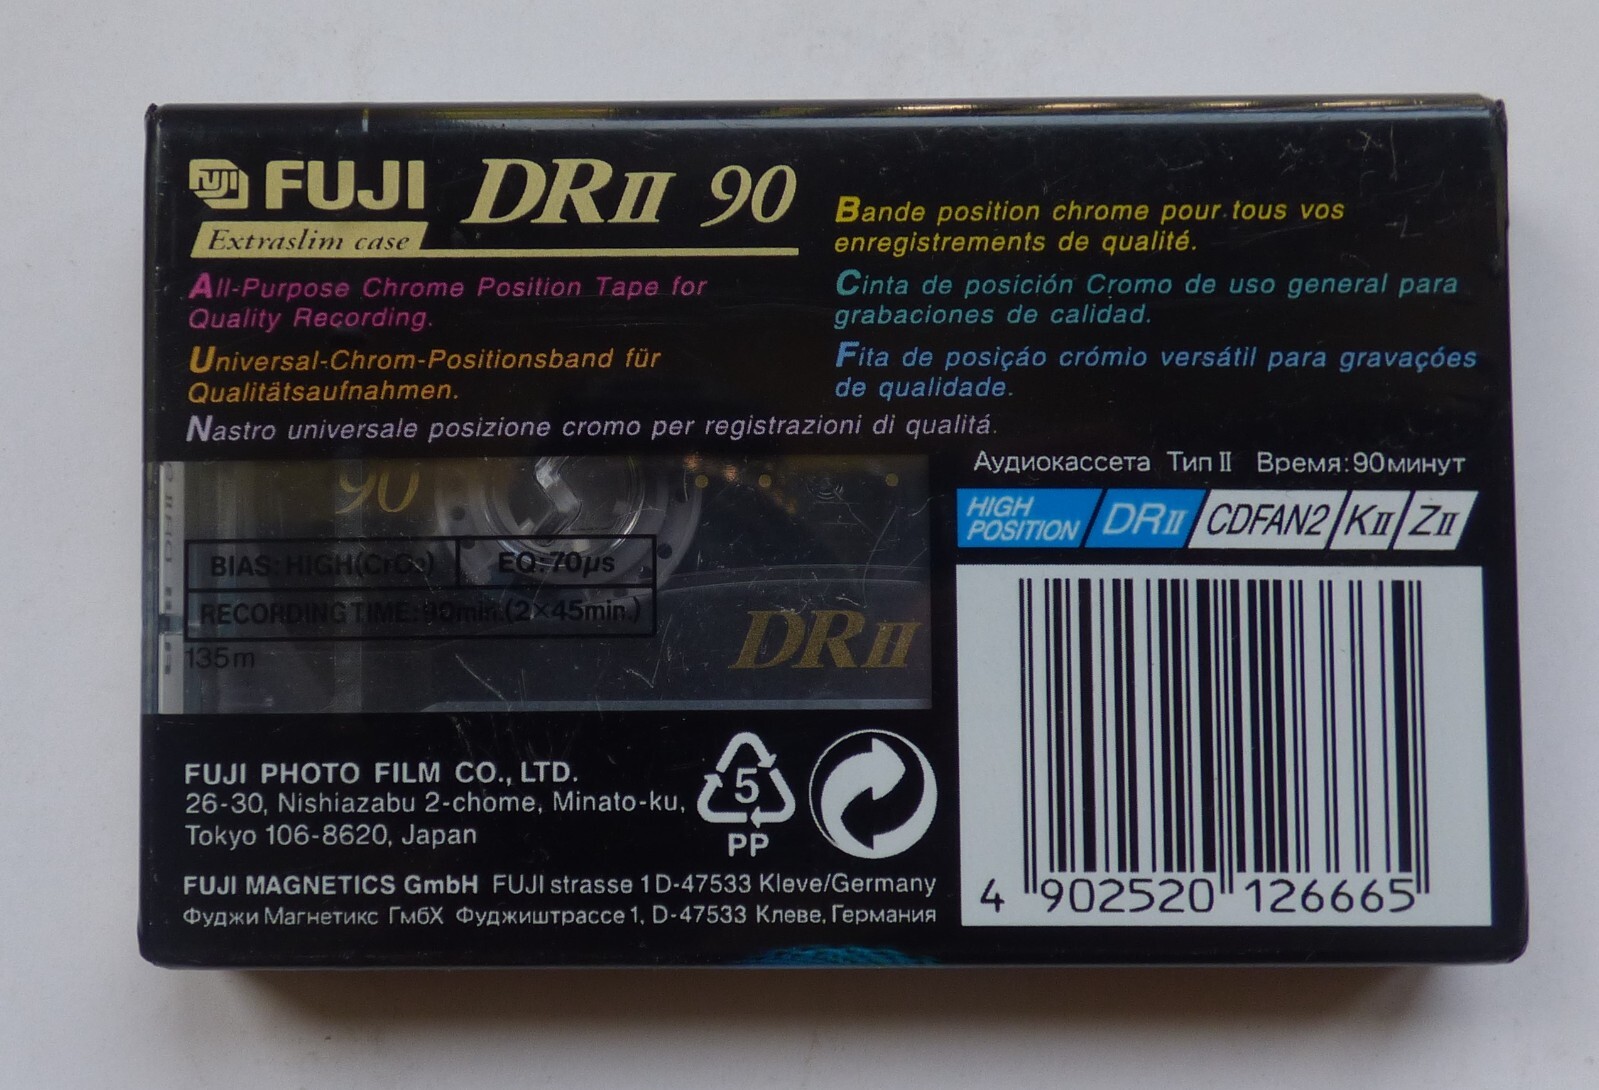 FUJI FUJI DRII 90
Extraslim case
All-Purpose Chrome Position Tape for
Quality Recording.
Universal-Chrom-Positionsband für
Qualitätsaufnahmen.
Nastro universale posizione cromo per registrazioni di qualitá.
Bande position chrome pour tous vos
enregistrements de qualité.
Cinta de posición Cromo de uso general para
grabaciones de calidad.
Fita de posiçáo crómio versátil para gravaçóes
de qualidade.
90
BIAS: HIGH(CrO2) EQ:70µs
RECORDING TIME:90min.(2×45min.)
135m
DRII
Аудиокассета Тип II Время:90минут
HIGH
POSITION DRII CDFAN2 KII ZII
FUJI PHOTO FILM CO., LTD.
26-30, Nishiazabu 2-chome, Minato-ku,
Tokyo 106-8620, Japan
5
PP
FUJI MAGNETICS GmbH FUJI strasse 1 D-47533 Kleve/Germany
Фуджи Магнетикс ГмбХ Фуджиштрассе 1, D-47533 Клеве, Германия
4 902520 126665